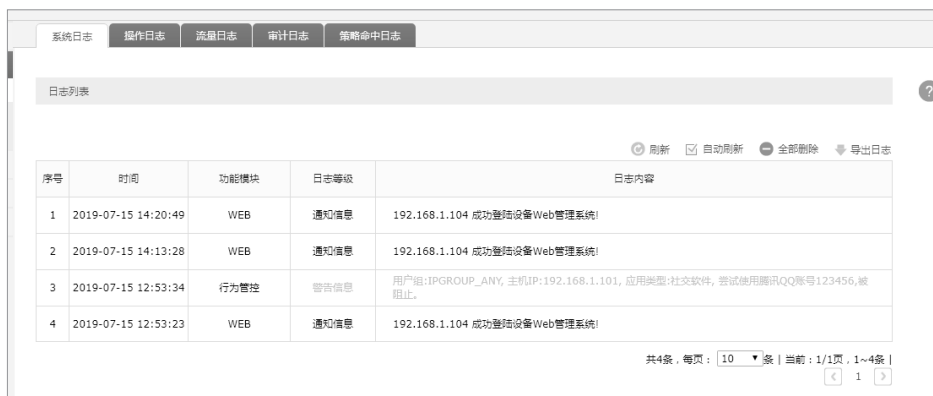 系统日志 操作日志 流量日志 审计日志 策略命中日志
日志列表
?
刷新 自动刷新 全部删除 导出日志
序号 时间 功能模块 日志等级 日志内容
1 2019-07-15 14:20:49 WEB 通知信息 192.168.1.104 成功登陆设备Web管理系统!
2 2019-07-15 14:13:28 WEB 通知信息 192.168.1.104 成功登陆设备Web管理系统!
3 2019-07-15 12:53:34 行为管控 警告信息 用户组:IPGROUP_ANY, 主机IP:192.168.1.101, 应用类型:社交软件, 尝试使用腾讯QQ账号123456,被
阻止。
4 2019-07-15 12:53:23 WEB 通知信息 192.168.1.104 成功登陆设备Web管理系统!
共4条，每页： 10 条 | 当前：1/1页，1~4条 |
< 1 >